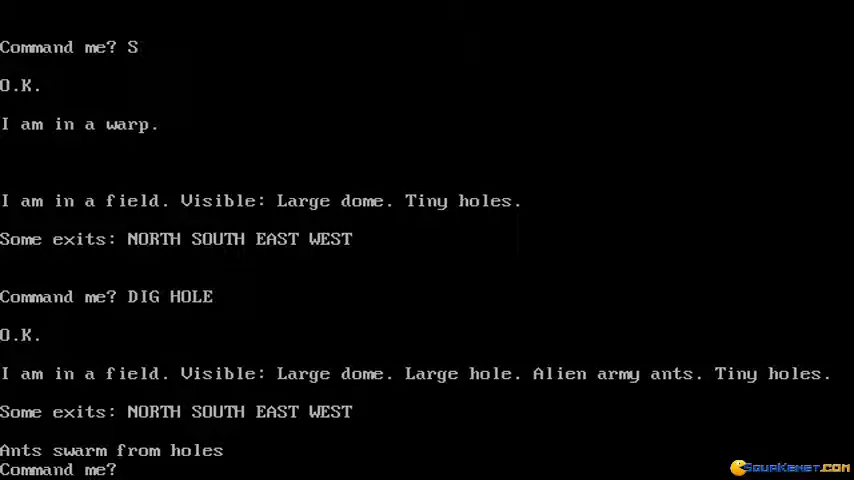 Command me? S
O.K.
I am in a warp.
I am in a field. Visible: Large dome. Tiny holes.
Some exits: NORTH SOUTH EAST WEST
Command me? DIG HOLE
O.K.
I am in a field. Visible: Large dome. Large hole. Alien army ants. Tiny holes.
Some exits: NORTH SOUTH EAST WEST
Ants swarm from holes
Command me?
SquaKenet.com